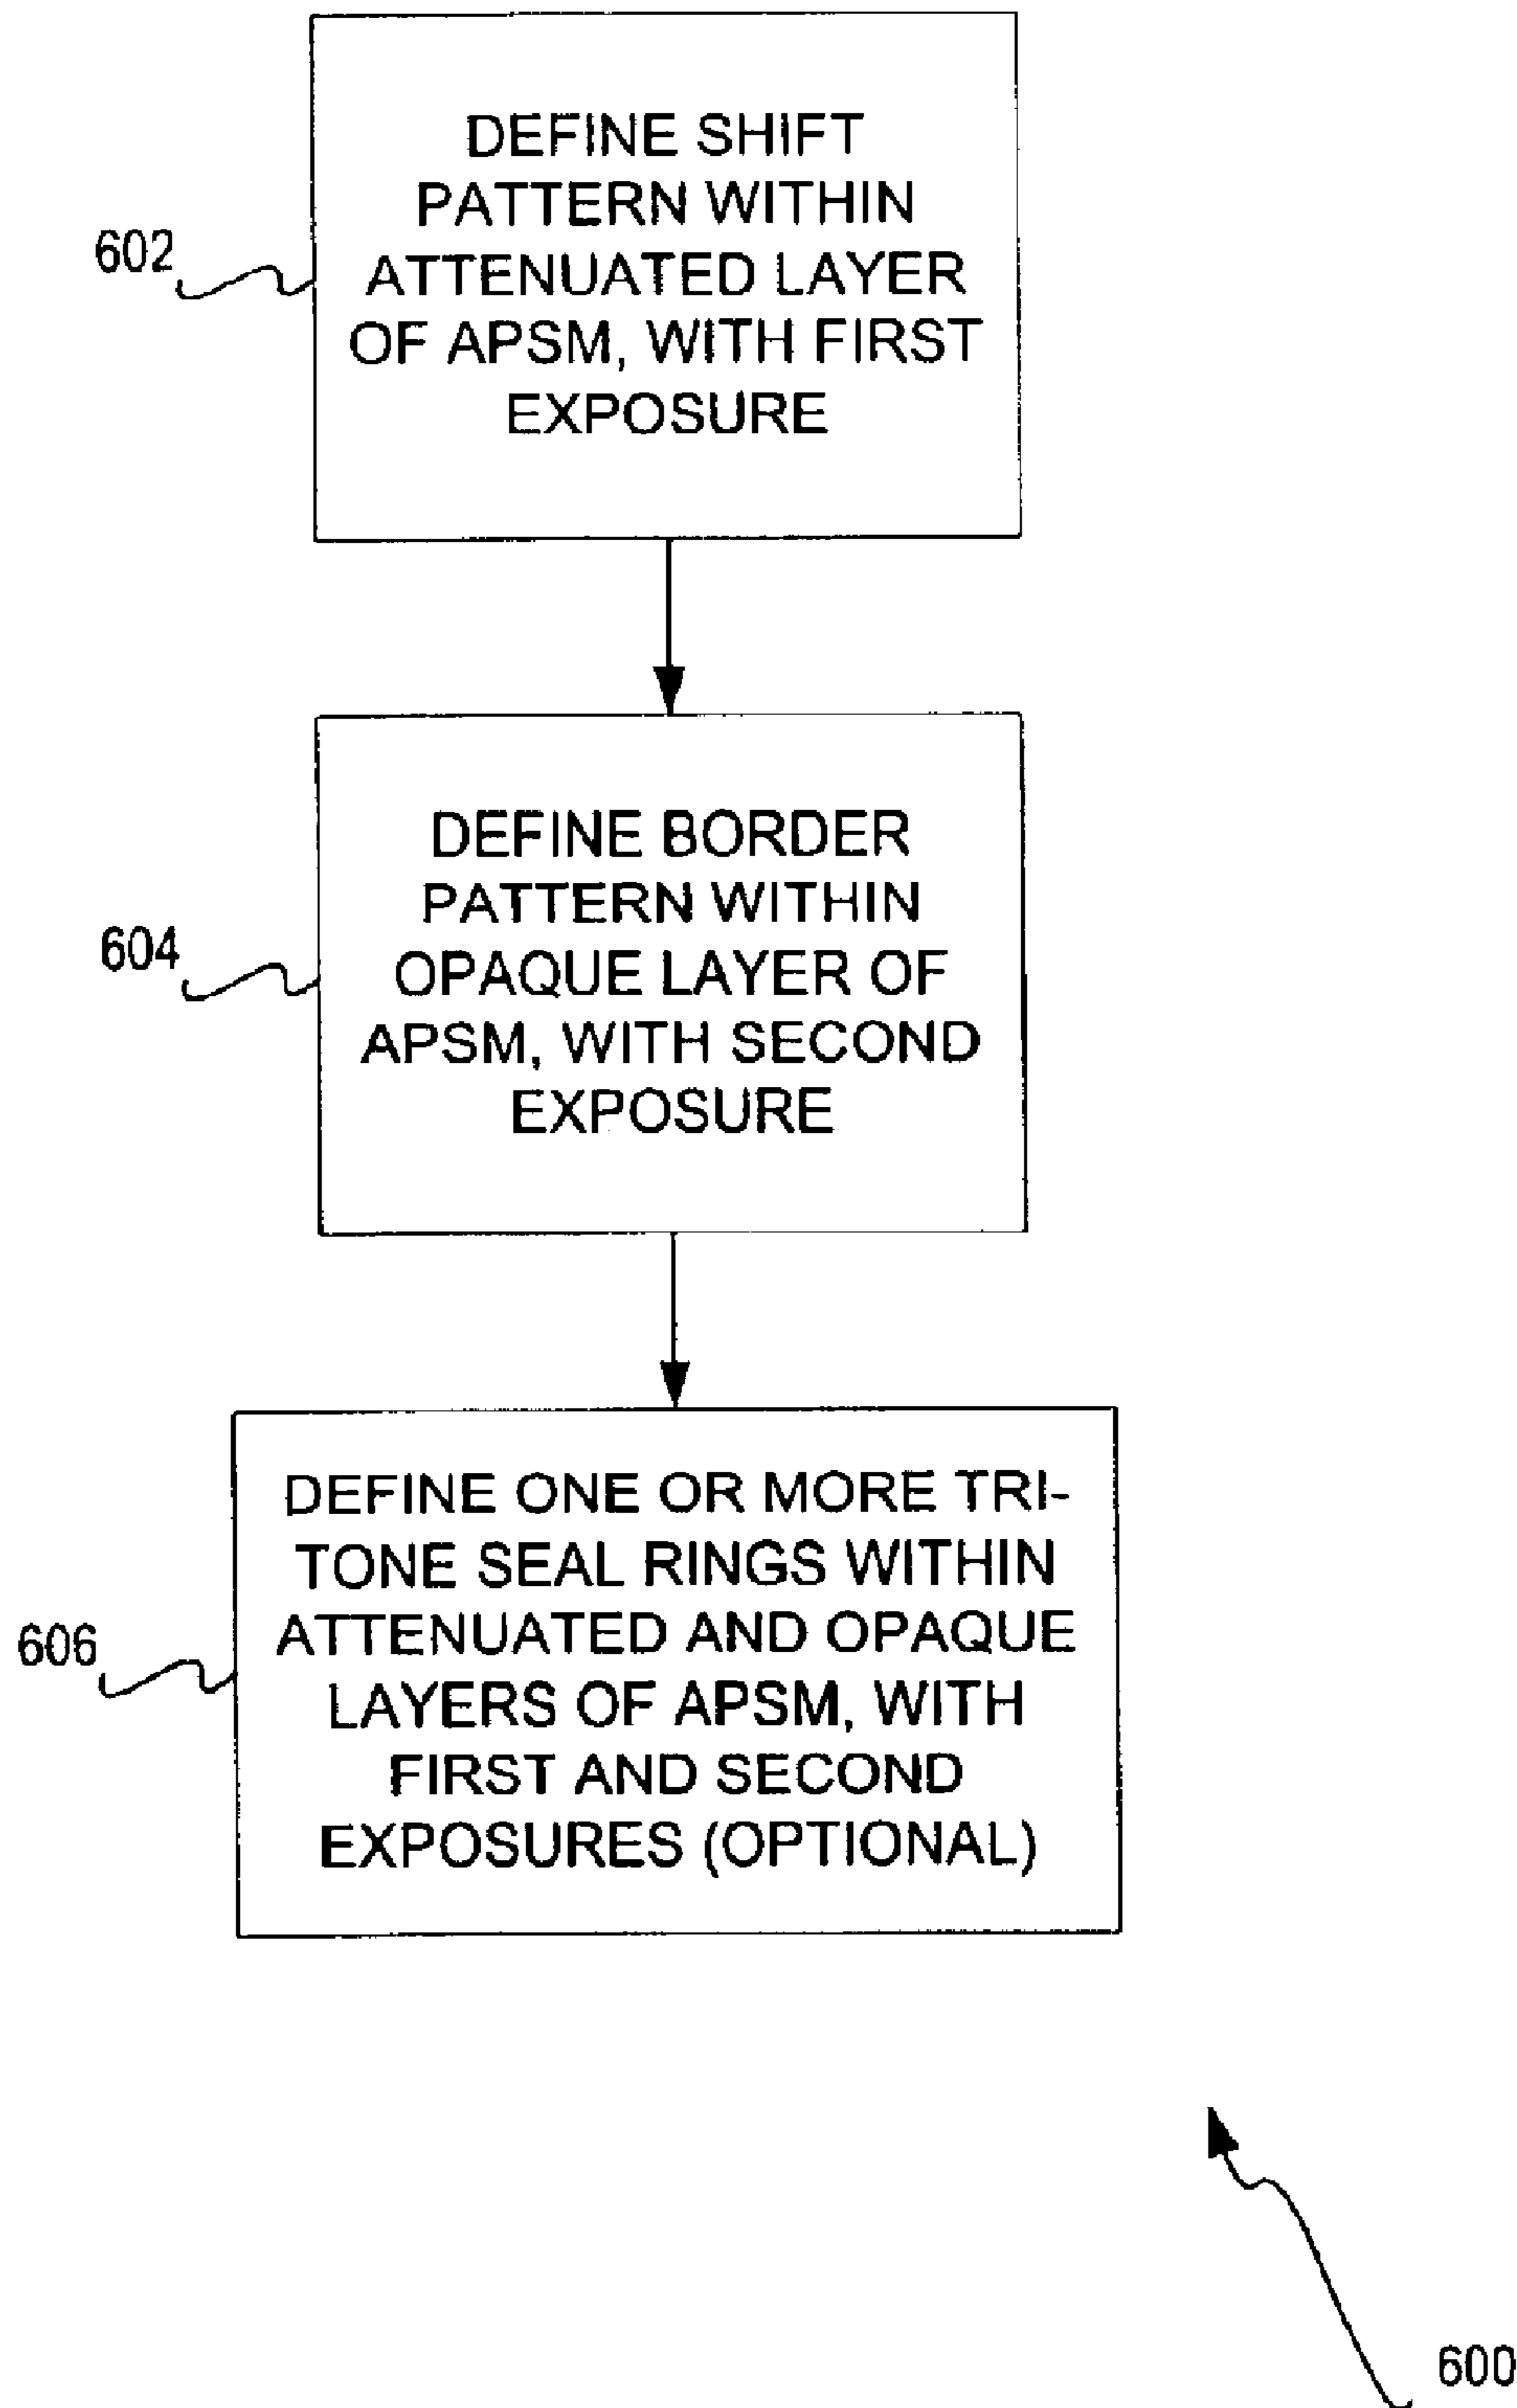 DEFINE SHIFT
PATTERN WITHIN
ATTENUATED LAYER
OF APSM, WITH FIRST
EXPOSURE
602
DEFINE BORDER
PATTERN WITHIN
OPAQUE LAYER OF
APSM, WITH SECOND
EXPOSURE
604
DEFINE ONE OR MORE TRI-
TONE SEAL RINGS WITHIN
ATTENUATED AND OPAQUE
LAYERS OF APSM, WITH
FIRST AND SECOND
EXPOSURES (OPTIONAL)
606
600